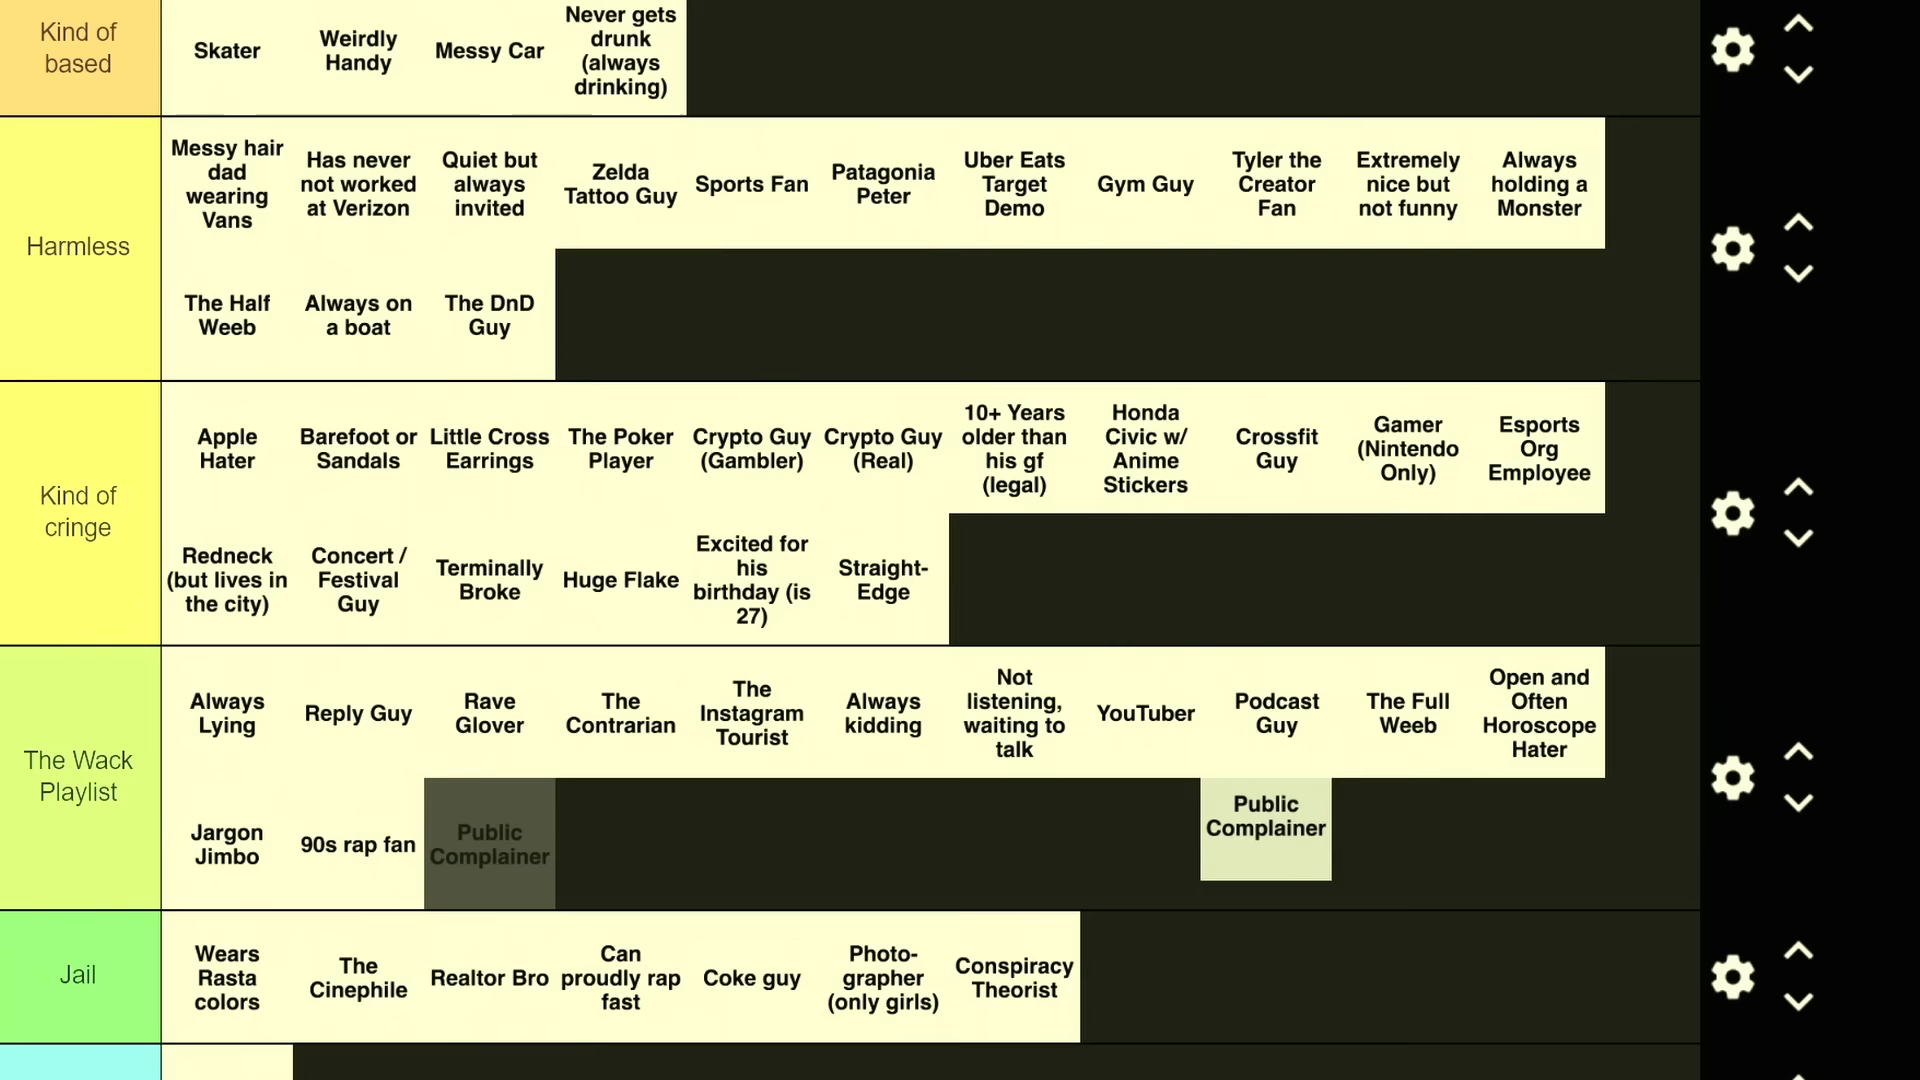 Kind of
based
Skater
Weirdly
Handy
Messy Car
Never gets
drunk
(always
drinking)
Harmless
Messy hair
dad
wearing
Vans
Has never
not worked
at Verizon
Quiet but
always
invited
Zelda
Tattoo Guy
Sports Fan
Patagonia
Peter
Uber Eats
Target
Demo
Gym Guy
Tyler the
Creator
Fan
Extremely
nice but
not funny
Always
holding a
Monster
The Half
Weeb
Always on
a boat
The DnD
Guy
Kind of
cringe
Apple
Hater
Barefoot or
Sandals
Little Cross
Earrings
The Poker
Player
Crypto Guy
(Gambler)
Crypto Guy
(Real)
10+ Years
older than
his gf
(legal)
Honda
Civic w/
Anime
Stickers
Crossfit
Guy
Gamer
(Nintendo
Only)
Esports
Org
Employee
Redneck
(but lives in
the city)
Concert /
Festival
Guy
Terminally
Broke
Huge Flake
Excited for
his
birthday (is
27)
Straight-
Edge
The Wack
Playlist
Always
Lying
Reply Guy
Rave
Glover
The
Contrarian
The
Instagram
Tourist
Always
kidding
Not
listening,
waiting to
talk
YouTuber
Podcast
Guy
The Full
Weeb
Open and
Often
Horoscope
Hater
Jargon
Jimbo
90s rap fan
Public
Complainer
Public
Complainer
Jail
Wears
Rasta
colors
The
Cinephile
Realtor Bro
Can
proudly rap
fast
Coke guy
Photo-
grapher
(only girls)
Conspiracy
Theorist